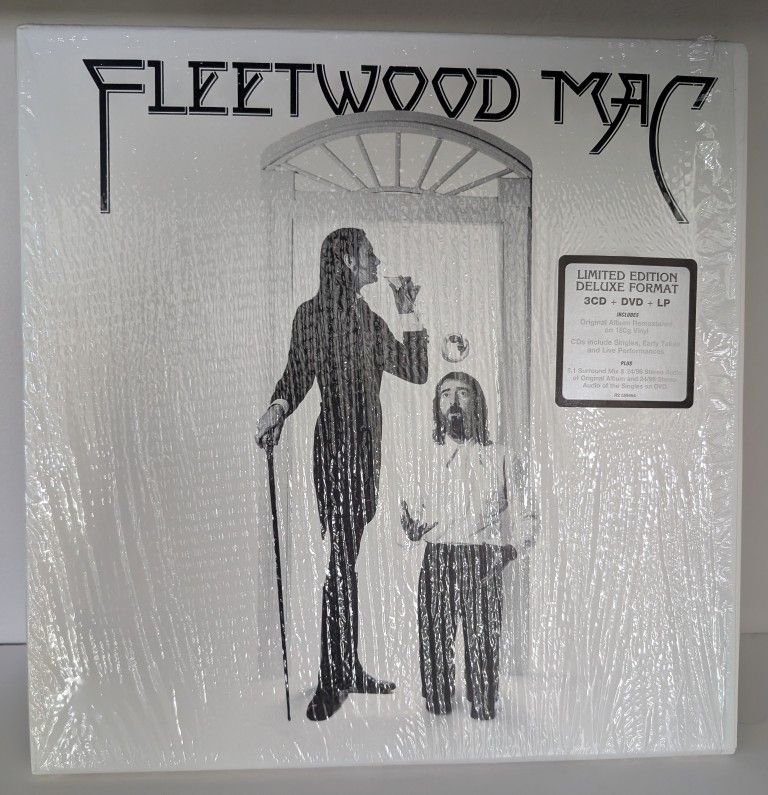 FLEETWOOD MAC
LIMITED EDITION
DELUXE FORMAT
3CD + DVD + LP
INCLUDES
Original Album Remastered
on 180g Vinyl
CDs include Singles, Early Takes
and Live Performances
PLUS
5.1 Surround Mix & 24/96 Stereo Audio
of Original Album and 24/96 Stereo
Audio of the Singles on DVD